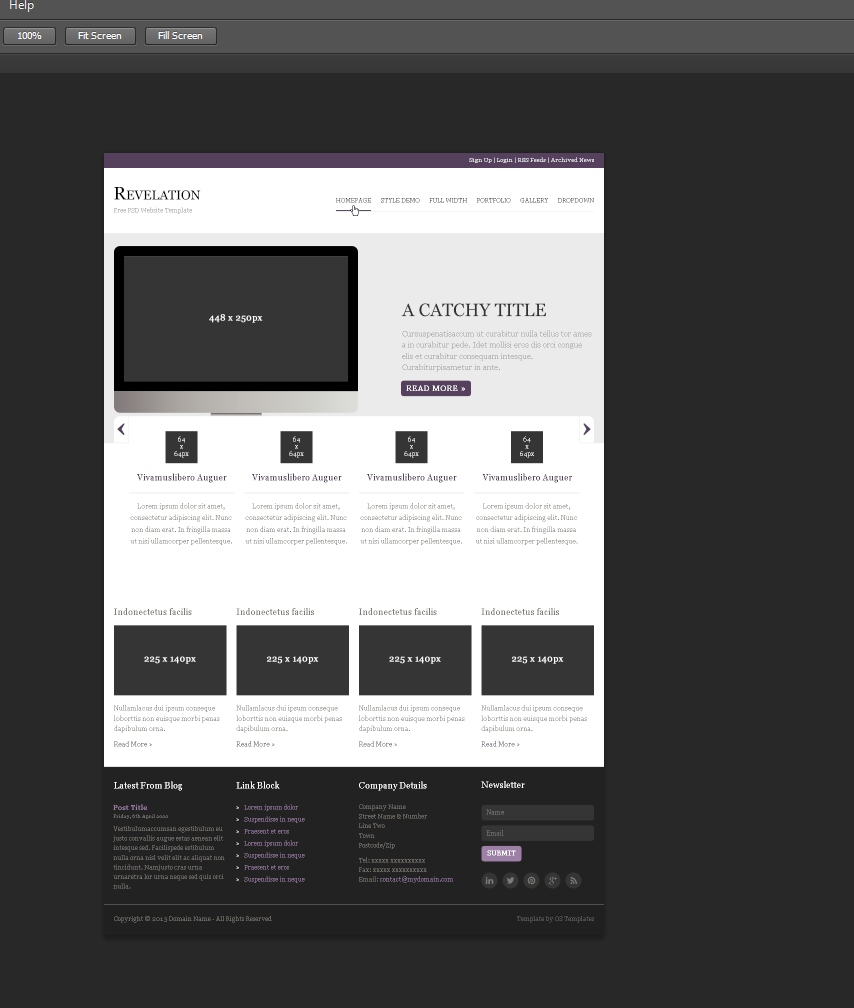 Help
100% Fit Screen Fill Screen
Sign Up | Login | RSS Feeds | Archived News
REVELATION
Free PSD Website Template
HOMEPAGE STYLE DEMO FULL WIDTH PORTFOLIO GALLERY DROPDOWN
448 x 250px
A CATCHY TITLE
Cursuspenatisaccum ut curabitur nulla tellus tor ames
a in curabitur pede. Idet mollisi eros dis orci congue
elis et curabitur consequam intesque.
Curabiturpisametur in ante.
READ MORE »
64
x
64px
64
x
64px
64
x
64px
64
x
64px
Vivamuslibero Auguer Vivamuslibero Auguer Vivamuslibero Auguer Vivamuslibero Auguer
Lorem ipsum dolor sit amet,
consectetur adipiscing elit. Nunc
non diam erat. In fringilla massa
ut nisi ullamcorper pellentesque.
Lorem ipsum dolor sit amet,
consectetur adipiscing elit. Nunc
non diam erat. In fringilla massa
ut nisi ullamcorper pellentesque.
Lorem ipsum dolor sit amet,
consectetur adipiscing elit. Nunc
non diam erat. In fringilla massa
ut nisi ullamcorper pellentesque.
Lorem ipsum dolor sit amet,
consectetur adipiscing elit. Nunc
non diam erat. In fringilla massa
ut nisi ullamcorper pellentesque.
Indonectetus facilis Indonectetus facilis Indonectetus facilis Indonectetus facilis
225 x 140px 225 x 140px 225 x 140px 225 x 140px
Nullamlacus dui ipsum conseque
loborttis non euisque morbi penas
dapibulum orna.
Read More »
Nullamlacus dui ipsum conseque
loborttis non euisque morbi penas
dapibulum orna.
Read More »
Nullamlacus dui ipsum conseque
loborttis non euisque morbi penas
dapibulum orna.
Read More »
Nullamlacus dui ipsum conseque
loborttis non euisque morbi penas
dapibulum orna.
Read More »
Latest From Blog
Post Title
Friday, 6th April 2000
Vestibulumaccumsan egestibulum eu
justo convallis augue estas aenean elit
intesque sed. Facilispede estibulum
nulla orna nisl velit elit ac aliquat non
tincidunt. Namjusto cras urna
urnaretra lor urna neque sed quis orci
nulla.
Link Block
» Lorem ipsum dolor
» Suspendisse in neque
» Praesent et eros
» Lorem ipsum dolor
» Suspendisse in neque
» Praesent et eros
» Suspendisse in neque
Company Details
Company Name
Street Name & Number
Line Two
Town
Postcode/Zip
Tel: xxxxx xxxxxxxxxx
Fax: xxxxx xxxxxxxxxx
Email: contact@mydomain.com
Newsletter
Name
Email
SUBMIT
Copyright © 2013 Domain Name - All Rights Reserved
Template by OS Templates